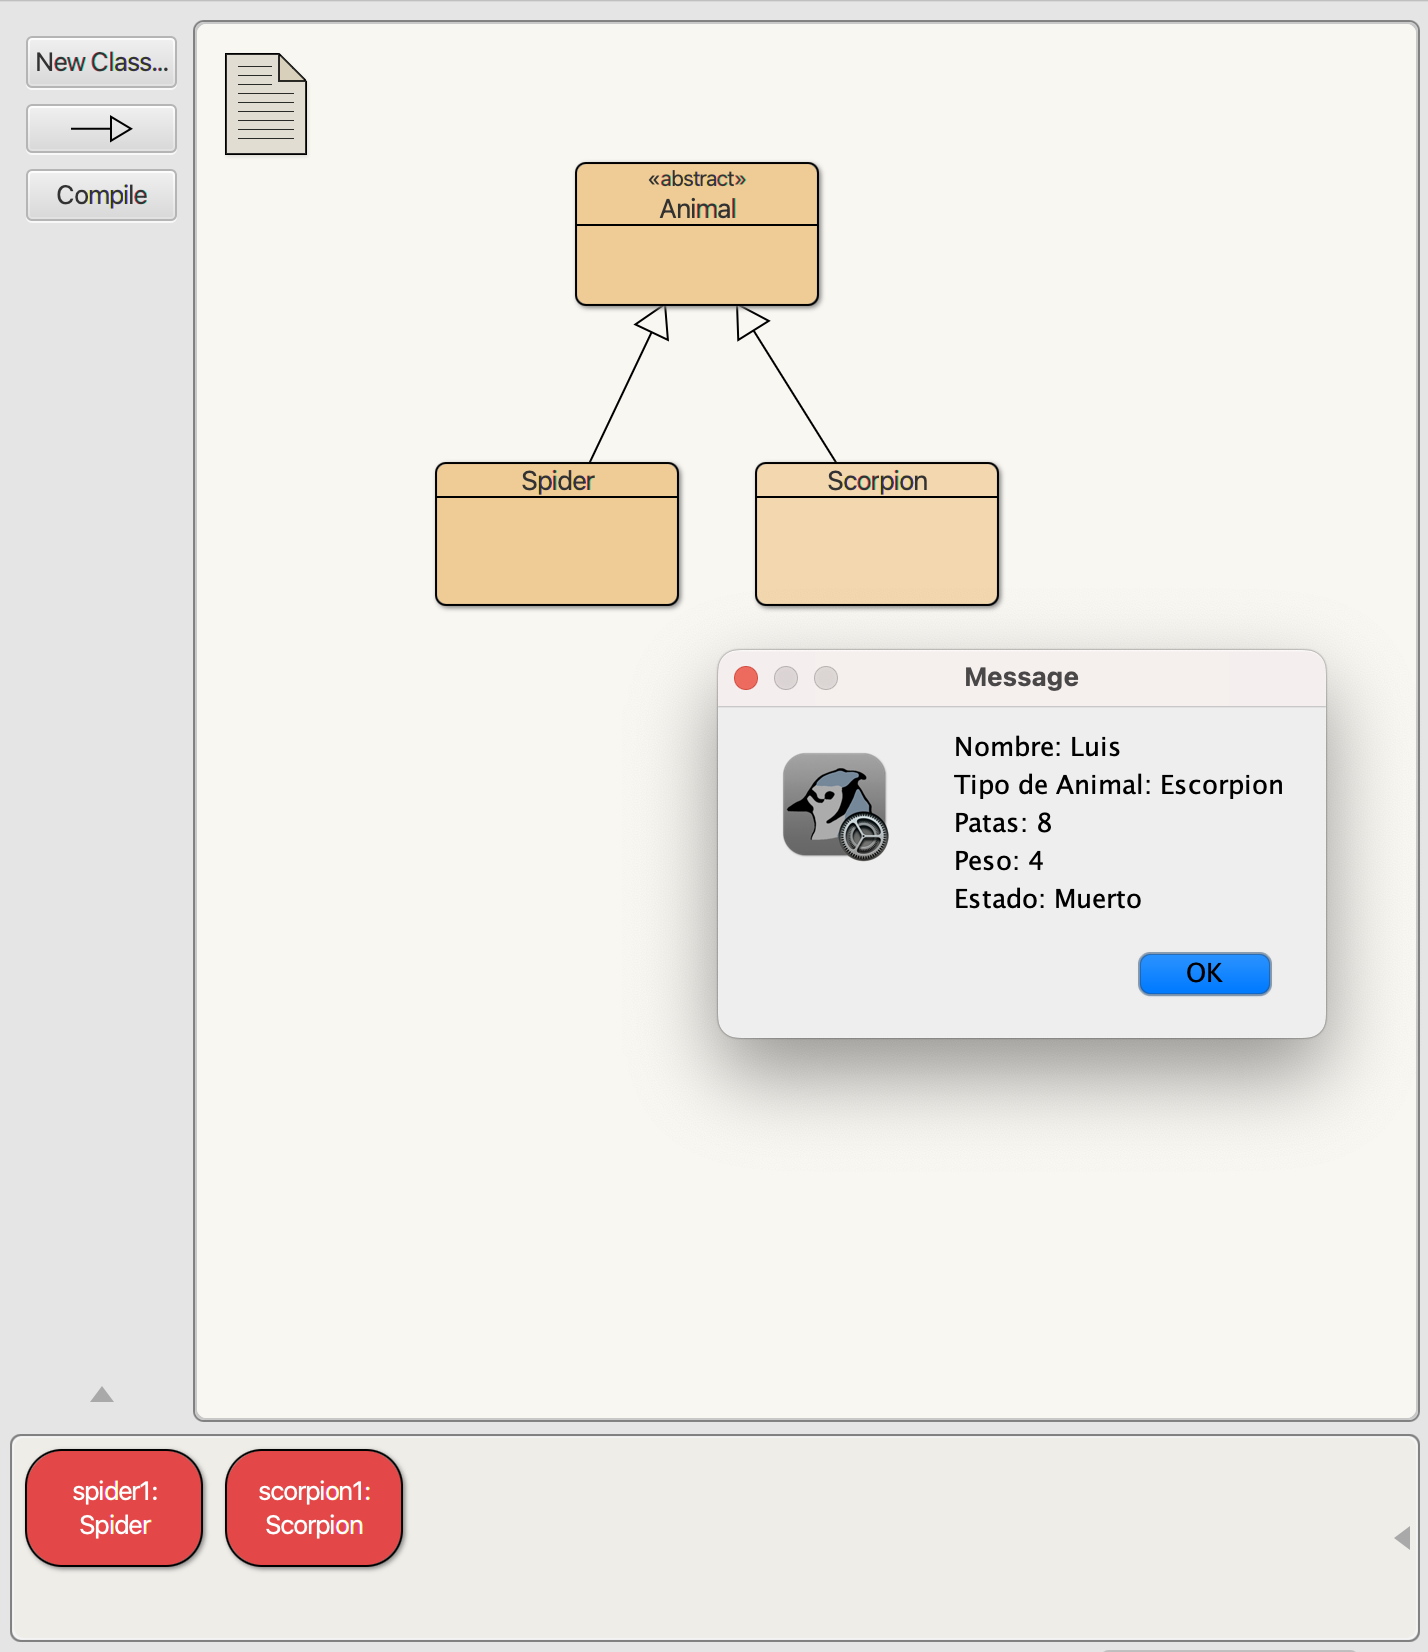 New Class...
Compile
«abstract»
Animal
Spider
Scorpion
Message
Nombre: Luis
Tipo de Animal: Escorpion
Patas: 8
Peso: 4
Estado: Muerto
OK
spider1:
Spider
scorpion1:
Scorpion